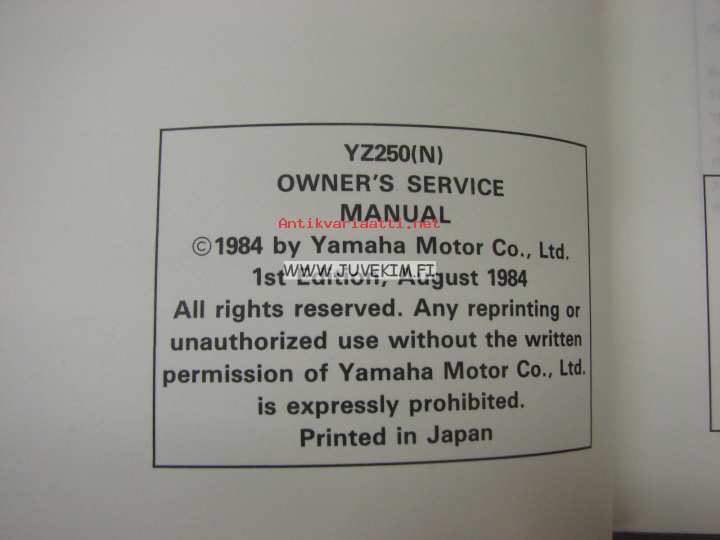 YZ250(N)
OWNER'S SERVICE
MANUAL
Antikvariaatti.net
©1984 by Yamaha Motor Co., Ltd.
WWW.JUVEKIM.FI
1st Edition, August 1984
All rights reserved. Any reprinting or
unauthorized use without the written
permission of Yamaha Motor Co., Ltd.
is expressly prohibited.
Printed in Japan